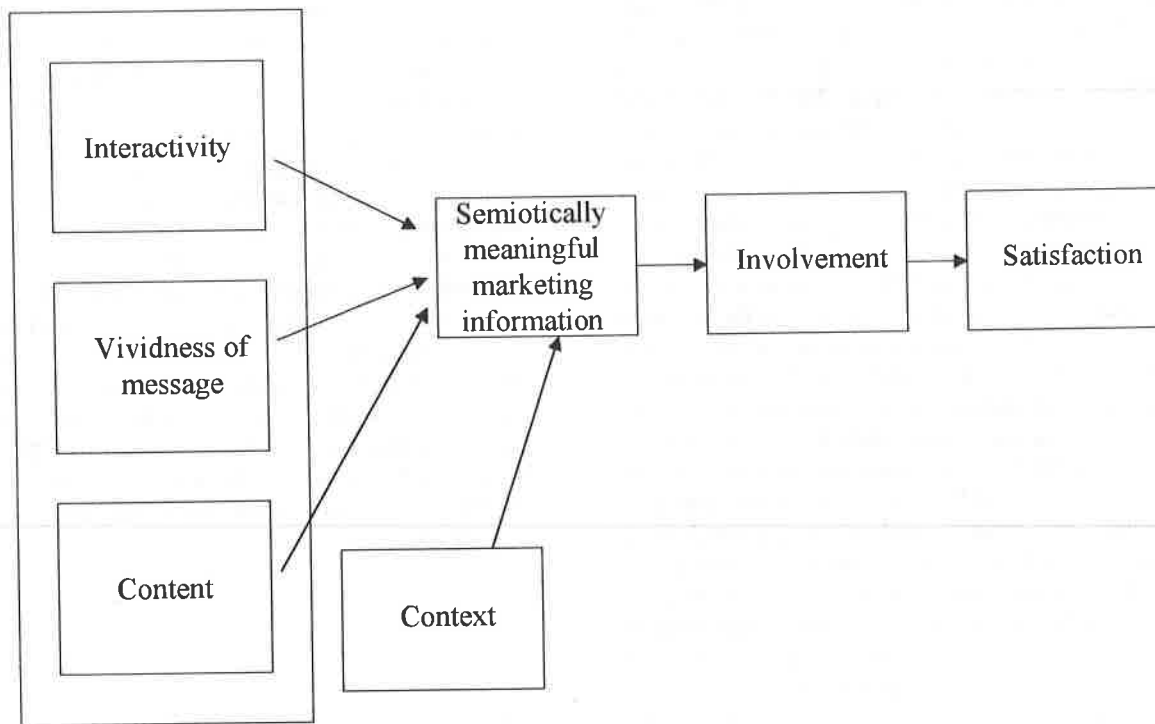 Interactivity
Vividness of
message
Content
Context
Semiotically
meaningful
marketing
information
Involvement
Satisfaction